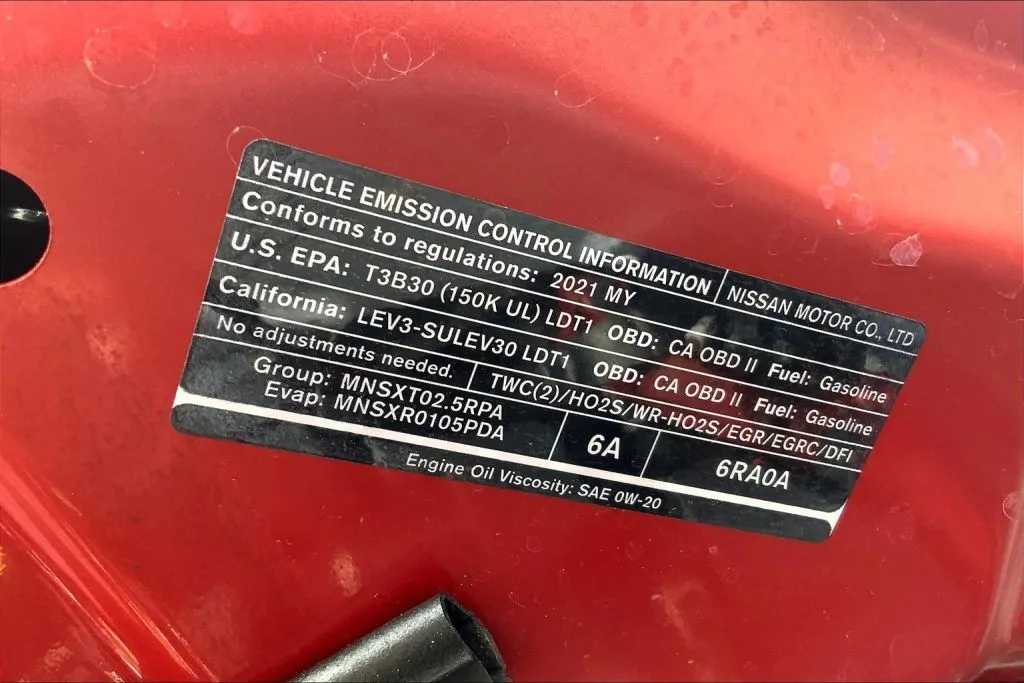 VEHICLE EMISSION CONTROL INFORMATION NISSAN MOTOR CO., LTD
Conforms to regulations: 2021 MY
U.S. EPA: T3B30 (150K UL) LDT1 OBD: CA OBD II Fuel: Gasoline
California: LEV3-SULEV30 LDT1 OBD: CA OBD II Fuel: Gasoline
No adjustments needed. TWC(2)/HO2S/WR-HO2S/EGR/EGRC/DFI
Group: MNSXT02.5RPA
Evap: MNSXR0105PDA
6A
6RA0A
Engine Oil Viscosity: SAE 0W-20